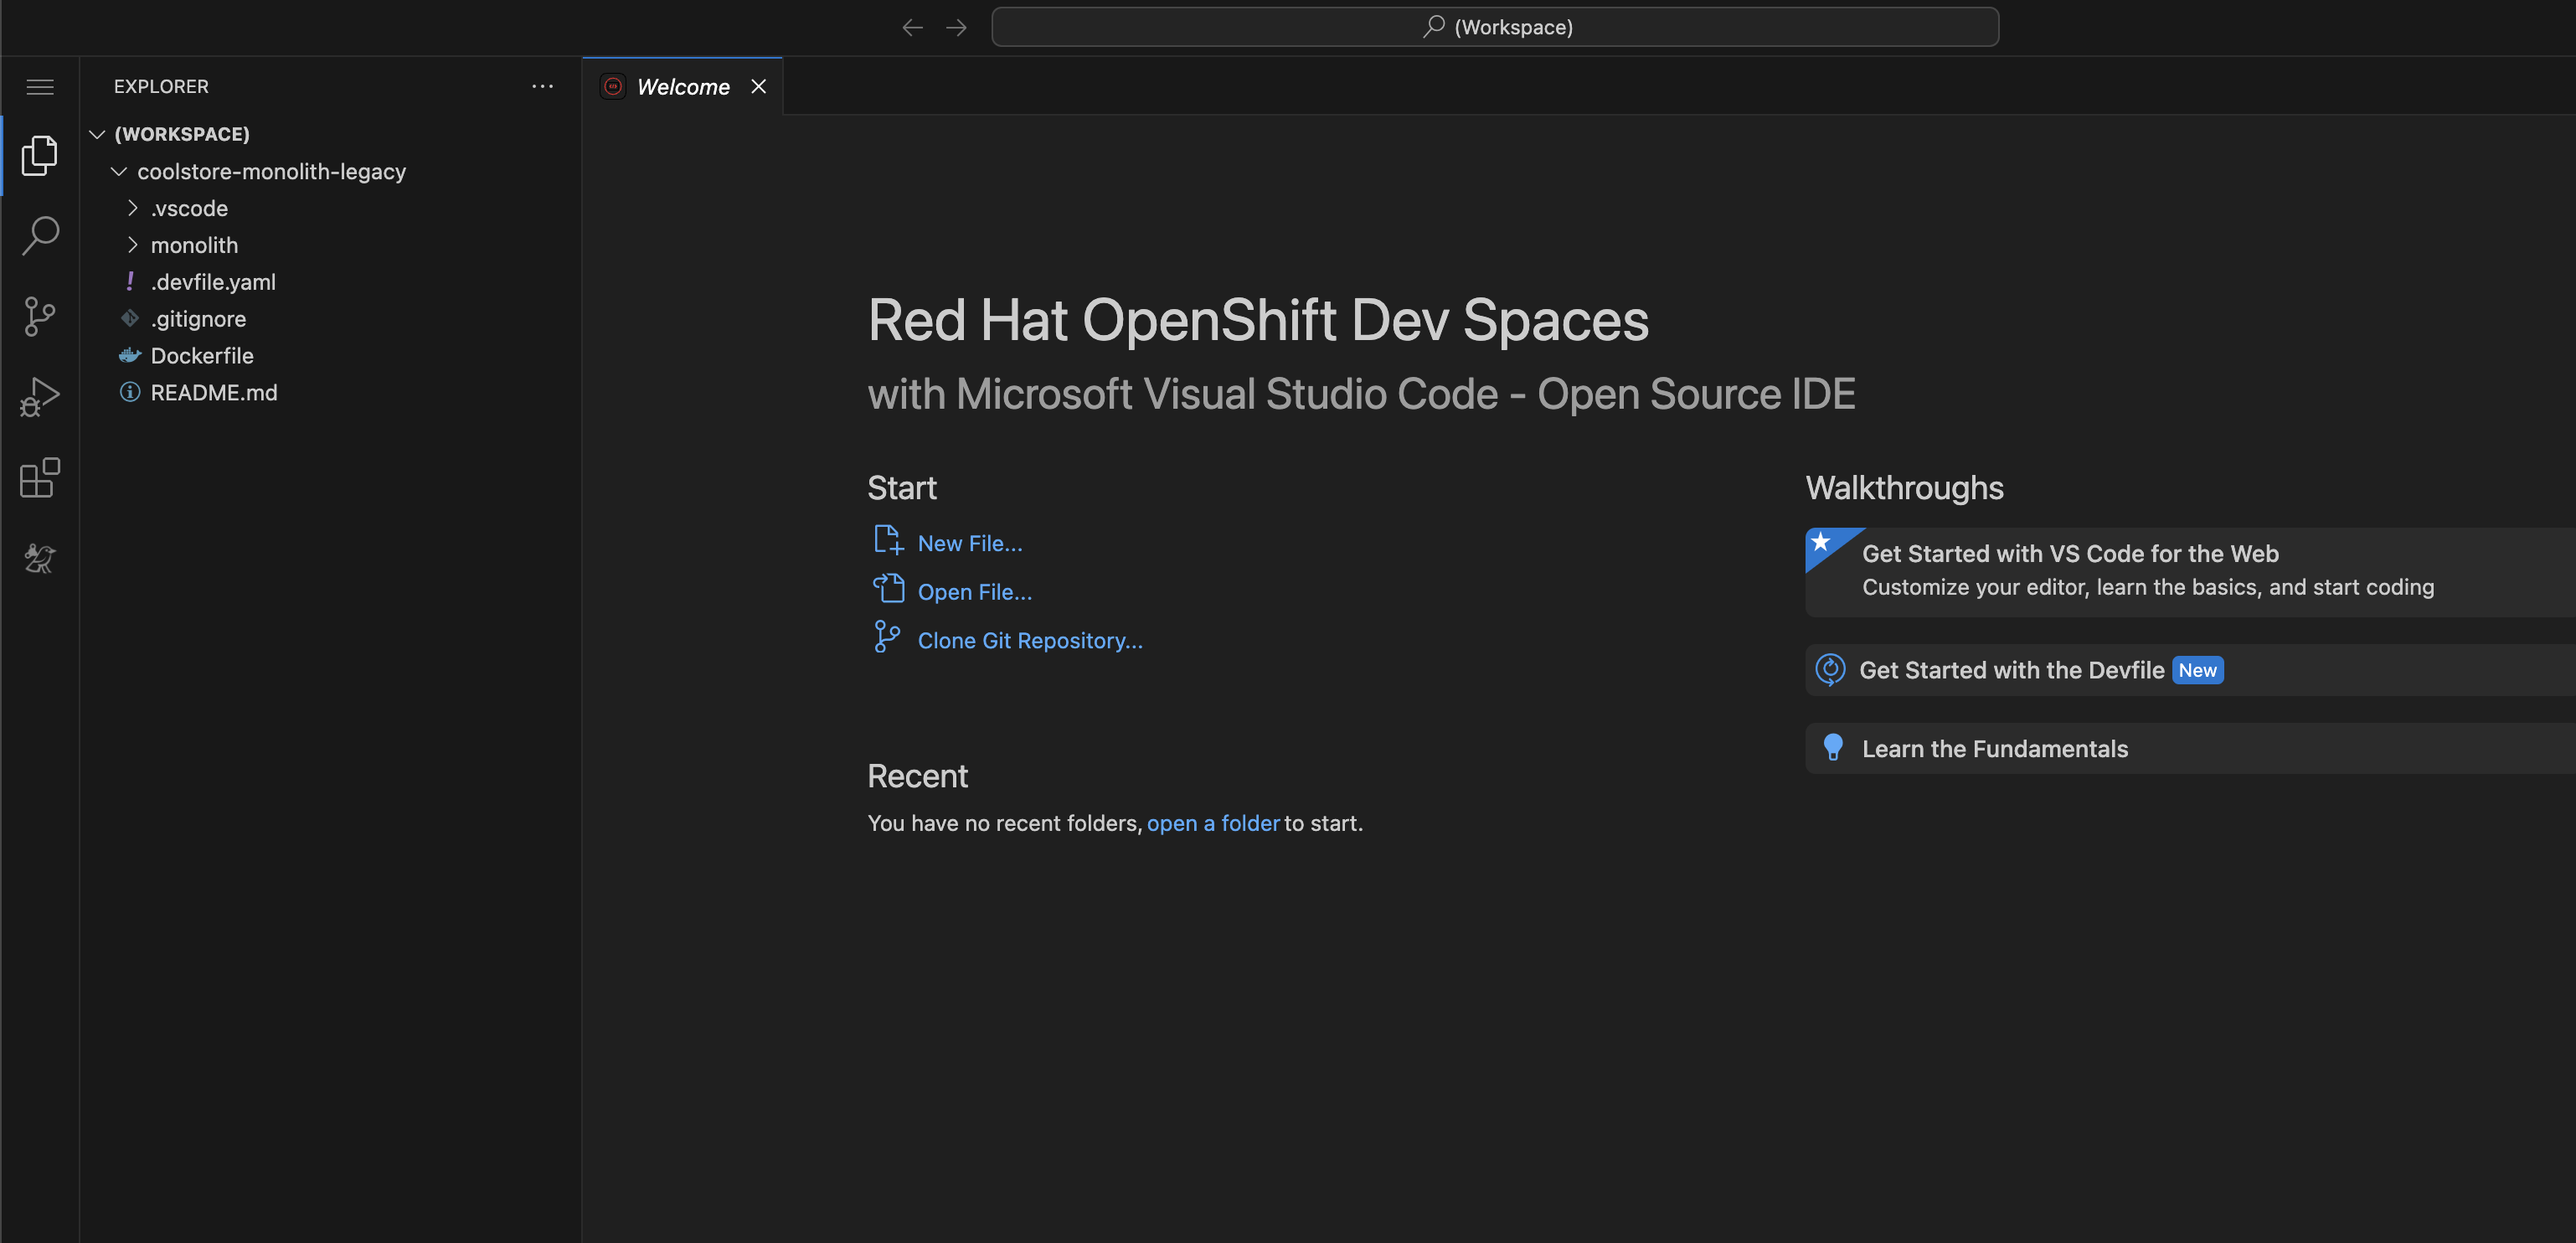 (Workspace)
EXPLORER
···
Welcome
(WORKSPACE)
coolstore-monolith-legacy
.vscode
monolith
.devfile.yaml
.gitignore
Dockerfile
README.md
Red Hat OpenShift Dev Spaces
with Microsoft Visual Studio Code - Open Source IDE
Start
New File...
Open File...
Clone Git Repository...
Recent
You have no recent folders, open a folder to start.
Walkthroughs
Get Started with VS Code for the Web
Customize your editor, learn the basics, and start coding
Get Started with the Devfile New
Learn the Fundamentals